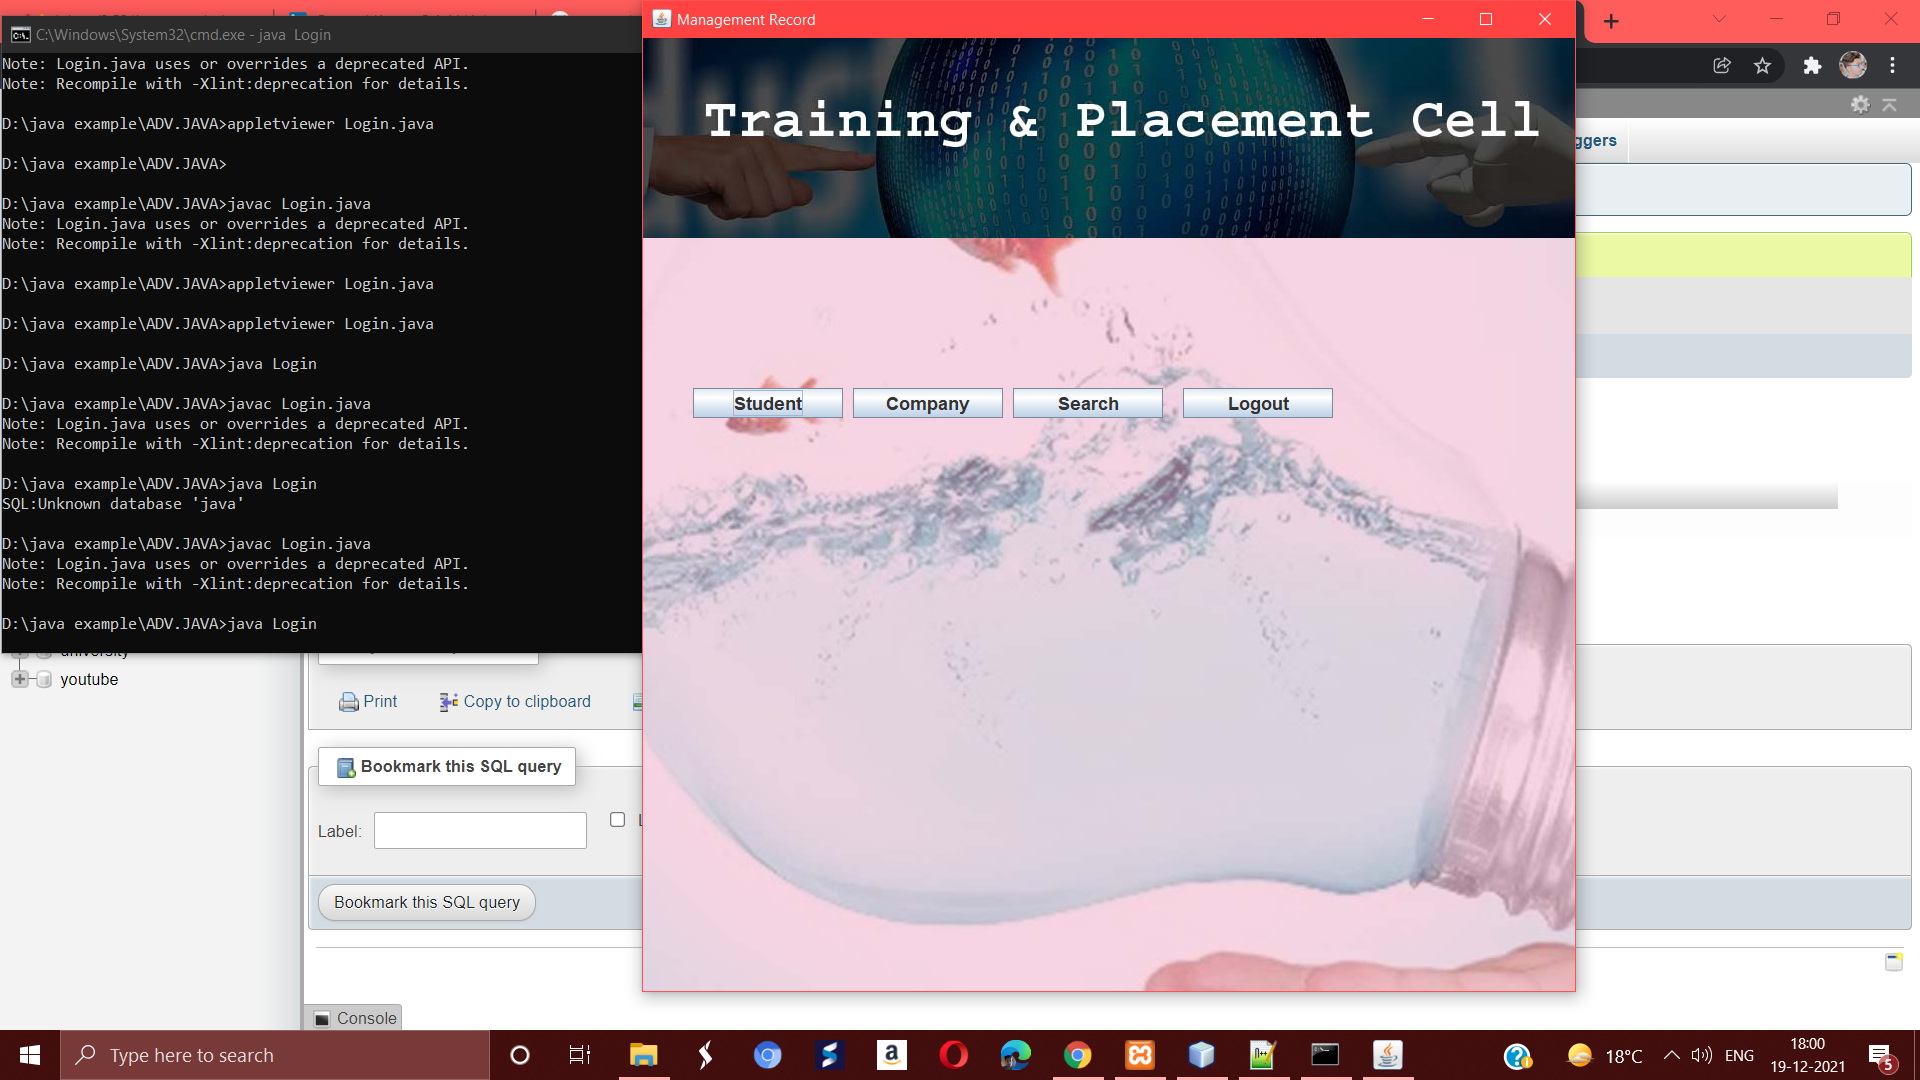 C:\Windows\System32\cmd.exe - java  Login
Note: Login.java uses or overrides a deprecated API.
Note: Recompile with -Xlint:deprecation for details.
D:\java example\ADV.JAVA>appletviewer Login.java
D:\java example\ADV.JAVA>
D:\java example\ADV.JAVA>javac Login.java
Note: Login.java uses or overrides a deprecated API.
Note: Recompile with -Xlint:deprecation for details.
D:\java example\ADV.JAVA>appletviewer Login.java
D:\java example\ADV.JAVA>appletviewer Login.java
D:\java example\ADV.JAVA>java Login
D:\java example\ADV.JAVA>javac Login.java
Note: Login.java uses or overrides a deprecated API.
Note: Recompile with -Xlint:deprecation for details.
D:\java example\ADV.JAVA>java Login
SQL:Unknown database 'java'
D:\java example\ADV.JAVA>javac Login.java
Note: Login.java uses or overrides a deprecated API.
Note: Recompile with -Xlint:deprecation for details.
D:\java example\ADV.JAVA>java Login
Management Record
Training & Placement Cell
Student Company Search Logout
ggers
university
youtube
Print Copy to clipboard
Bookmark this SQL query
Label:
Bookmark this SQL query
Console
Type here to search
18°C ENG
18:00
19-12-2021
5